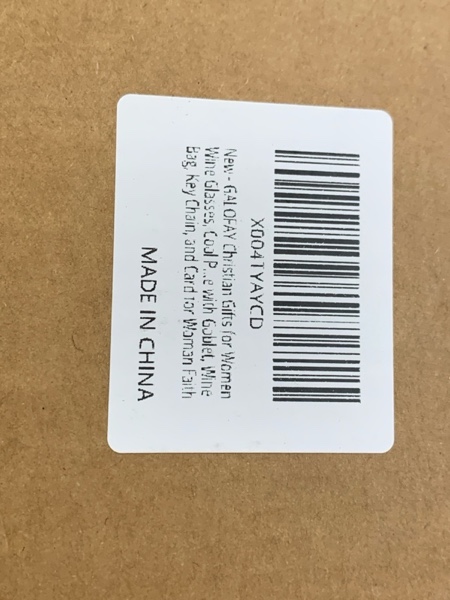 X004TYAYCD
New - GALOFAY Christian Gifts for Women
Wine Glasses, Cool P...e with Goblet, Wine
Bag, Key Chain, and Card for Woman Faith
MADE IN CHINA